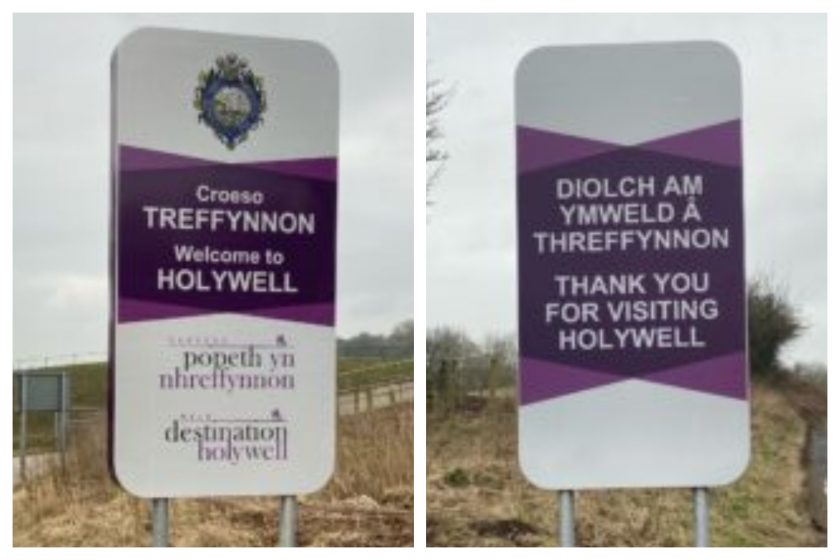 Croeso
TREFFYNNON
Welcome to
HOLYWELL
popeth yn
nhreffynnon
destination
holywell
DIOLCH AM
YMWELD Â
THREFFYNNON
THANK YOU
FOR VISITING
HOLYWELL